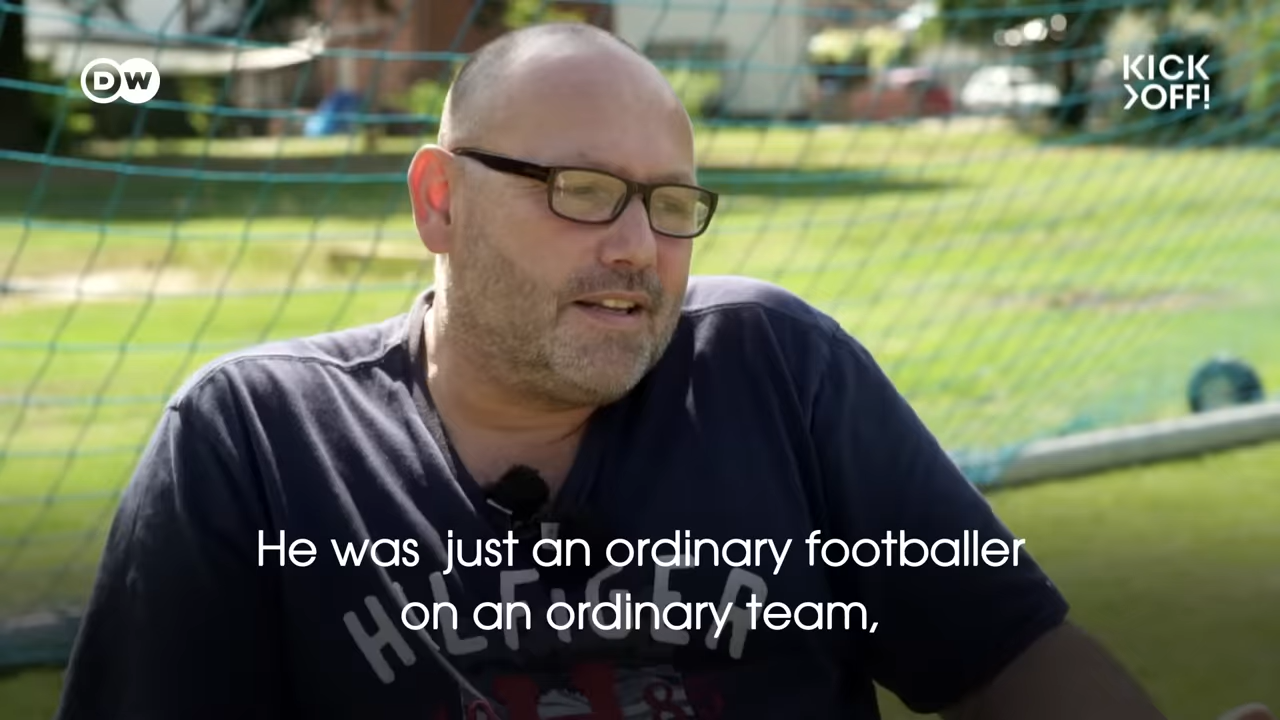 DW
KICK
OFF!
He was just an ordinary footballer
on an ordinary team,
HILFIGER